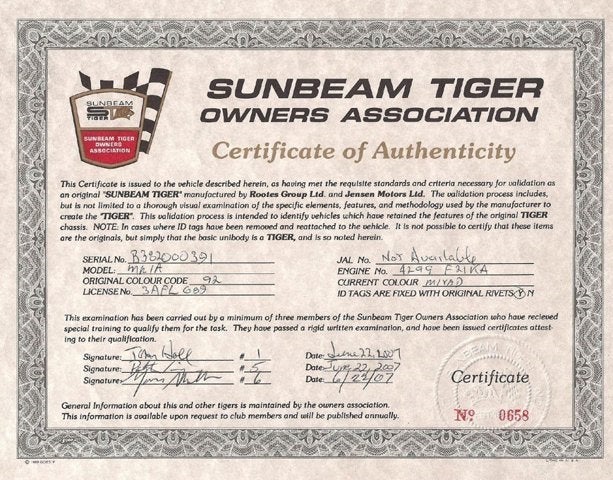 SUNBEAM
TIGER
SUNBEAM TIGER
OWNERS
ASSOCIATION
SUNBEAM TIGER
OWNERS ASSOCIATION
Certificate of Authenticity
This Certificate is issued to the vehicle described herein, as having met the requisite standards and criteria necessary for validation as
an original "SUNBEAM TIGER" manufactured by Rootes Group Ltd. and Jensen Motors Ltd. The validation process includes,
but is not limited to a thorough visual examination of the specific elements, features, and methodology used by the manufacturer to
create the "TIGER". This validation process is intended to identify vehicles which have retained the features of the original TIGER
chassis. NOTE: In cases where ID tags have been removed and reattached to the vehicle. It is not possible to certify that these items
are the originals, but simply that the basic unibody is a TIGER, and is so noted herein.
SERIAL No. B382000391 JAL No. Not Available
MODEL: MK1A ENGINE No. 4299 F21KA
ORIGINAL COLOUR CODE 92 CURRENT COLOUR
LICENSE No. 3AFL 689 ID TAGS ARE FIXED WITH ORIGINAL RIVETS Y N
This examination has been carried out by a minimum of three members of the Sunbeam Tiger Owners Association who have recieved
special training to qualify them for the task. They have passed a rigid written examination, and have been issued certificates attest-
ing to their qualification.
Signature: Tom Hall # 1 Date: June 22, 2007
Signature: # 5 Date: June 22, 2007
Signature: # 6 Date: 6/22/07
General Information about this and other tigers is maintained by the owners association.
This information is available upon request to club members and will be published annually.
Certificate
Nº 0658